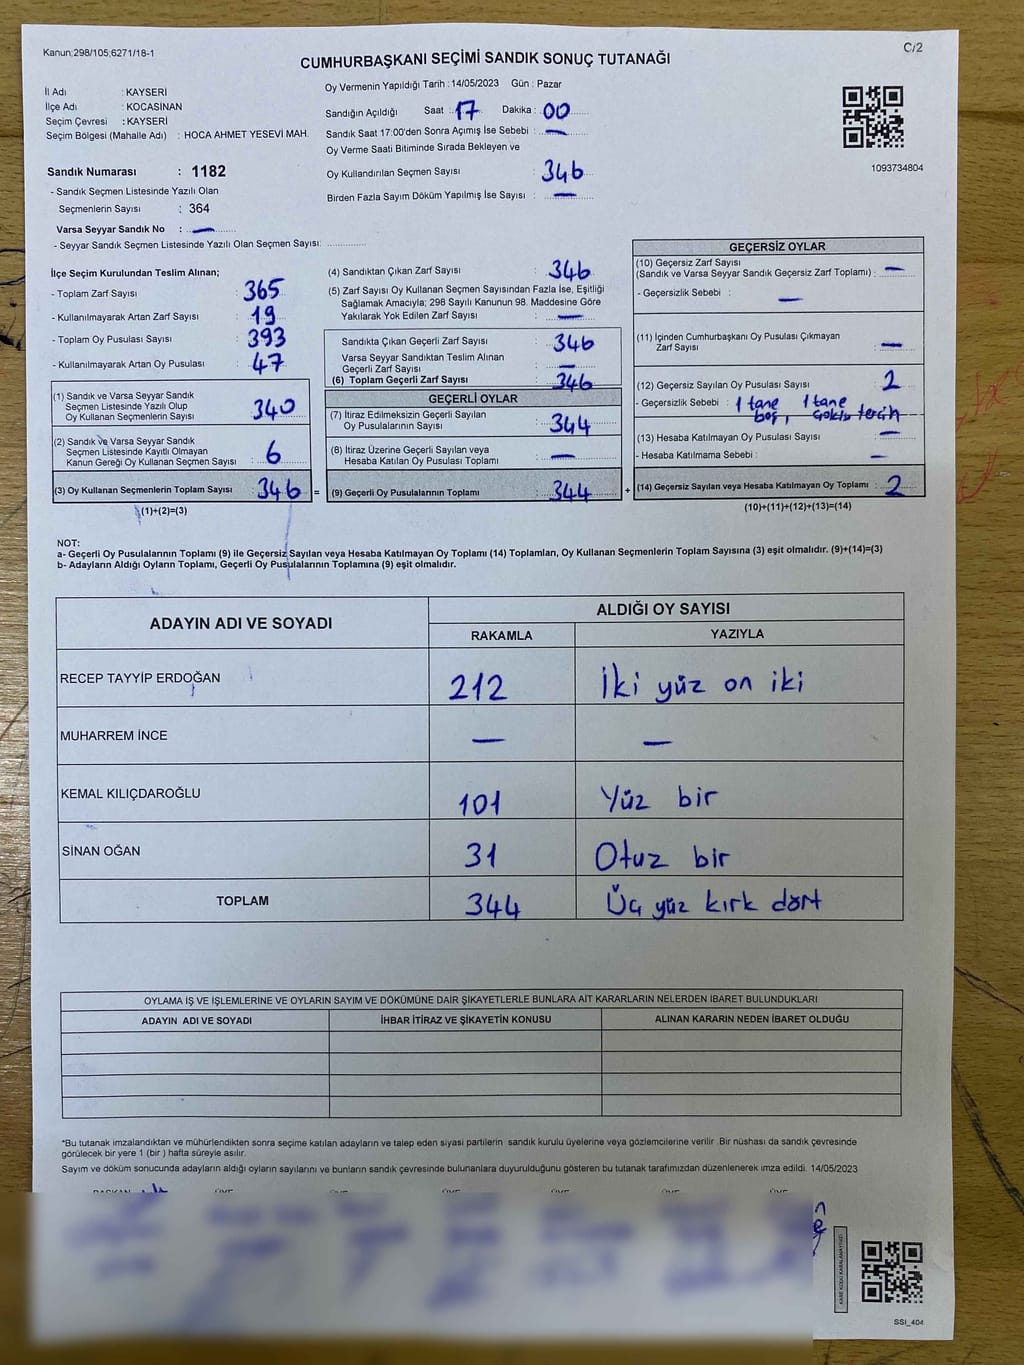 Kanun;298/105;6271/18-1
C/2
CUMHURBAŞKANI SEÇİMİ SANDIK SONUÇ TUTANAĞI
İl Adı : KAYSERİ
İlçe Adı : KOCASİNAN
Seçim Çevresi : KAYSERİ
Seçim Bölgesi (Mahalle Adı) : HOCA AHMET YESEVİ MAH.
Oy Vermenin Yapıldığı Tarih : 14/05/2023 Gün : Pazar
Sandığın Açıldığı Saat : 17 Dakika : 00
Sandık Saat 17:00'den Sonra Açımış İse Sebebi : —
Oy Verme Saati Bitiminde Sırada Bekleyen ve
Oy Kullandırılan Seçmen Sayısı : 346
Birden Fazla Sayım Döküm Yapılmış İse Sayısı : —
1093734804
Sandık Numarası : 1182
- Sandık Seçmen Listesinde Yazılı Olan
Seçmenlerin Sayısı : 364
Varsa Seyyar Sandık No : —
- Seyyar Sandık Seçmen Listesinde Yazılı Olan Seçmen Sayısı:
İlçe Seçim Kurulundan Teslim Alınan;
- Toplam Zarf Sayısı : 365
- Kullanılmayarak Artan Zarf Sayısı : 19
- Toplam Oy Pusulası Sayısı : 393
- Kullanılmayarak Artan Oy Pusulası : 47
(1) Sandık ve Varsa Seyyar Sandık
Seçmen Listesinde Yazılı Olup
Oy Kullanan Seçmenlerin Sayısı : 340
(2) Sandık ve Varsa Seyyar Sandık
Seçmen Listesinde Kayıtlı Olmayan
Kanun Gereği Oy Kullanan Seçmen Sayısı : 6
(3) Oy Kullanan Seçmenlerin Toplam Sayısı : 346 =
(1)+(2)=(3)
(4) Sandıktan Çıkan Zarf Sayısı : 346
(5) Zarf Sayısı Oy Kullanan Seçmen Sayısından Fazla İse, Eşitliği
Sağlamak Amacıyla; 298 Sayılı Kanunun 98. Maddesine Göre
Yakılarak Yok Edilen Zarf Sayısı : —
Sandıkta Çıkan Geçerli Zarf Sayısı : 346
Varsa Seyyar Sandıktan Teslim Alınan
Geçerli Zarf Sayısı : —
(6) Toplam Geçerli Zarf Sayısı : 346
GEÇERLİ OYLAR
(7) İtiraz Edilmeksizin Geçerli Sayılan
Oy Pusulalarının Sayısı : 344
(8) İtiraz Üzerine Geçerli Sayılan veya
Hesaba Katılan Oy Pusulası Toplamı : —
(9) Geçerli Oy Pusulalarının Toplamı : 344 +
GEÇERSİZ OYLAR
(10) Geçersiz Zarf Sayısı
(Sandık ve Varsa Seyyar Sandık Geçersiz Zarf Toplamı) : —
- Geçersizlik Sebebi : —
(11) İçinden Cumhurbaşkanı Oy Pusulası Çıkmayan
Zarf Sayısı : —
(12) Geçersiz Sayılan Oy Pusulası Sayısı : 2
- Geçersizlik Sebebi : 1 tane 1 tane
boş, tercih
(13) Hesaba Katılmayan Oy Pusulası Sayısı : —
- Hesaba Katılmama Sebebi : —
(14) Geçersiz Sayılan veya Hesaba Katılmayan Oy Toplamı : 2
(10)+(11)+(12)+(13)=(14)
NOT:
a- Geçerli Oy Pusulalarının Toplamı (9) ile Geçersiz Sayılan veya Hesaba Katılmayan Oy Toplamı (14) Toplamları, Oy Kullanan Seçmenlerin Toplam Sayısına (3) eşit olmalıdır. (9)+(14)=(3)
b- Adayların Aldığı Oyların Toplamı, Geçerli Oy Pusulalarının Toplamına (9) eşit olmalıdır.
ADAYIN ADI VE SOYADI
ALDIĞI OY SAYISI
RAKAMLA YAZIYLA
RECEP TAYYİP ERDOĞAN 212 İki yüz on iki
MUHARREM İNCE — —
KEMAL KILIÇDAROĞLU 101 Yüz bir
SİNAN OĞAN 31 Otuz bir
TOPLAM 344 Üç yüz kırk dört
OYLAMA İŞ VE İŞLEMLERİNE VE OYLARIN SAYIM VE DÖKÜMÜNE DAİR ŞİKAYETLERLE BUNLARA AİT KARARLARIN NELERDEN İBARET BULUNDUKLARI
ADAYIN ADI VE SOYADI İHBAR İTİRAZ VE ŞİKAYETİN KONUSU ALINAN KARARIN NEDEN İBARET OLDUĞU
*Bu tutanak imzalandıktan ve mühürlendikten sonra seçime katılan adayların ve talep eden siyasi partilerin sandık kurulu üyelerine veya gözlemcilerine verilir .Bir nüshası da sandık çevresinde
görülecek bir yere 1 (bir ) hafta süreyle asılır.
Sayım ve döküm sonucunda adayların aldığı oyların sayılarını ve bunların sandık çevresinde bulunanlara duyurulduğunu gösteren bu tutanak tarafımızdan düzenlenerek imza edildi. 14/05/2023
KARE KODU KARALAMAYINIZ!
SSI_404